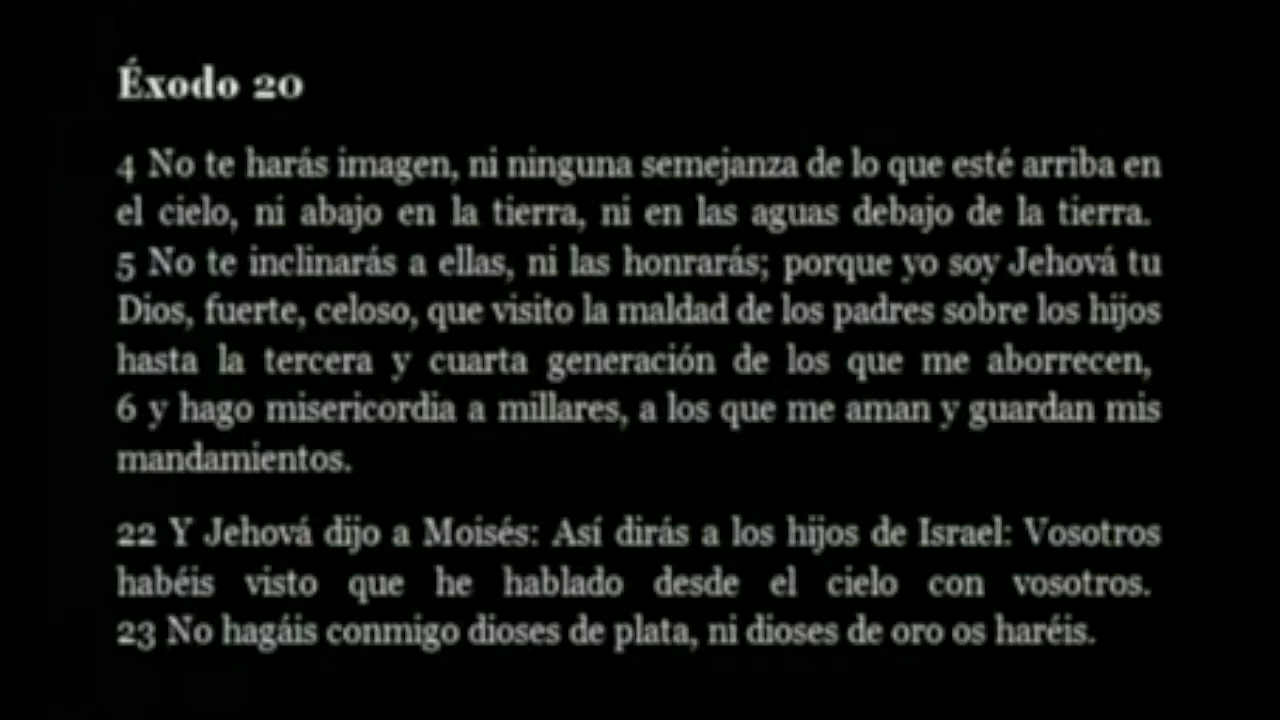 Éxodo 20
4 No te harás imagen, ni ninguna semejanza de lo que esté arriba en
el cielo, ni abajo en la tierra, ni en las aguas debajo de la tierra.
5 No te inclinarás a ellas, ni las honrarás; porque yo soy Jehová tu
Dios, fuerte, celoso, que visito la maldad de los padres sobre los hijos
hasta la tercera y cuarta generación de los que me aborrecen,
6 y hago misericordia a millares, a los que me aman y guardan mis
mandamientos.
22 Y Jehová dijo a Moisés: Así dirás a los hijos de Israel: Vosotros
habéis visto que he hablado desde el cielo con vosotros.
23 No hagáis conmigo dioses de plata, ni dioses de oro os haréis.